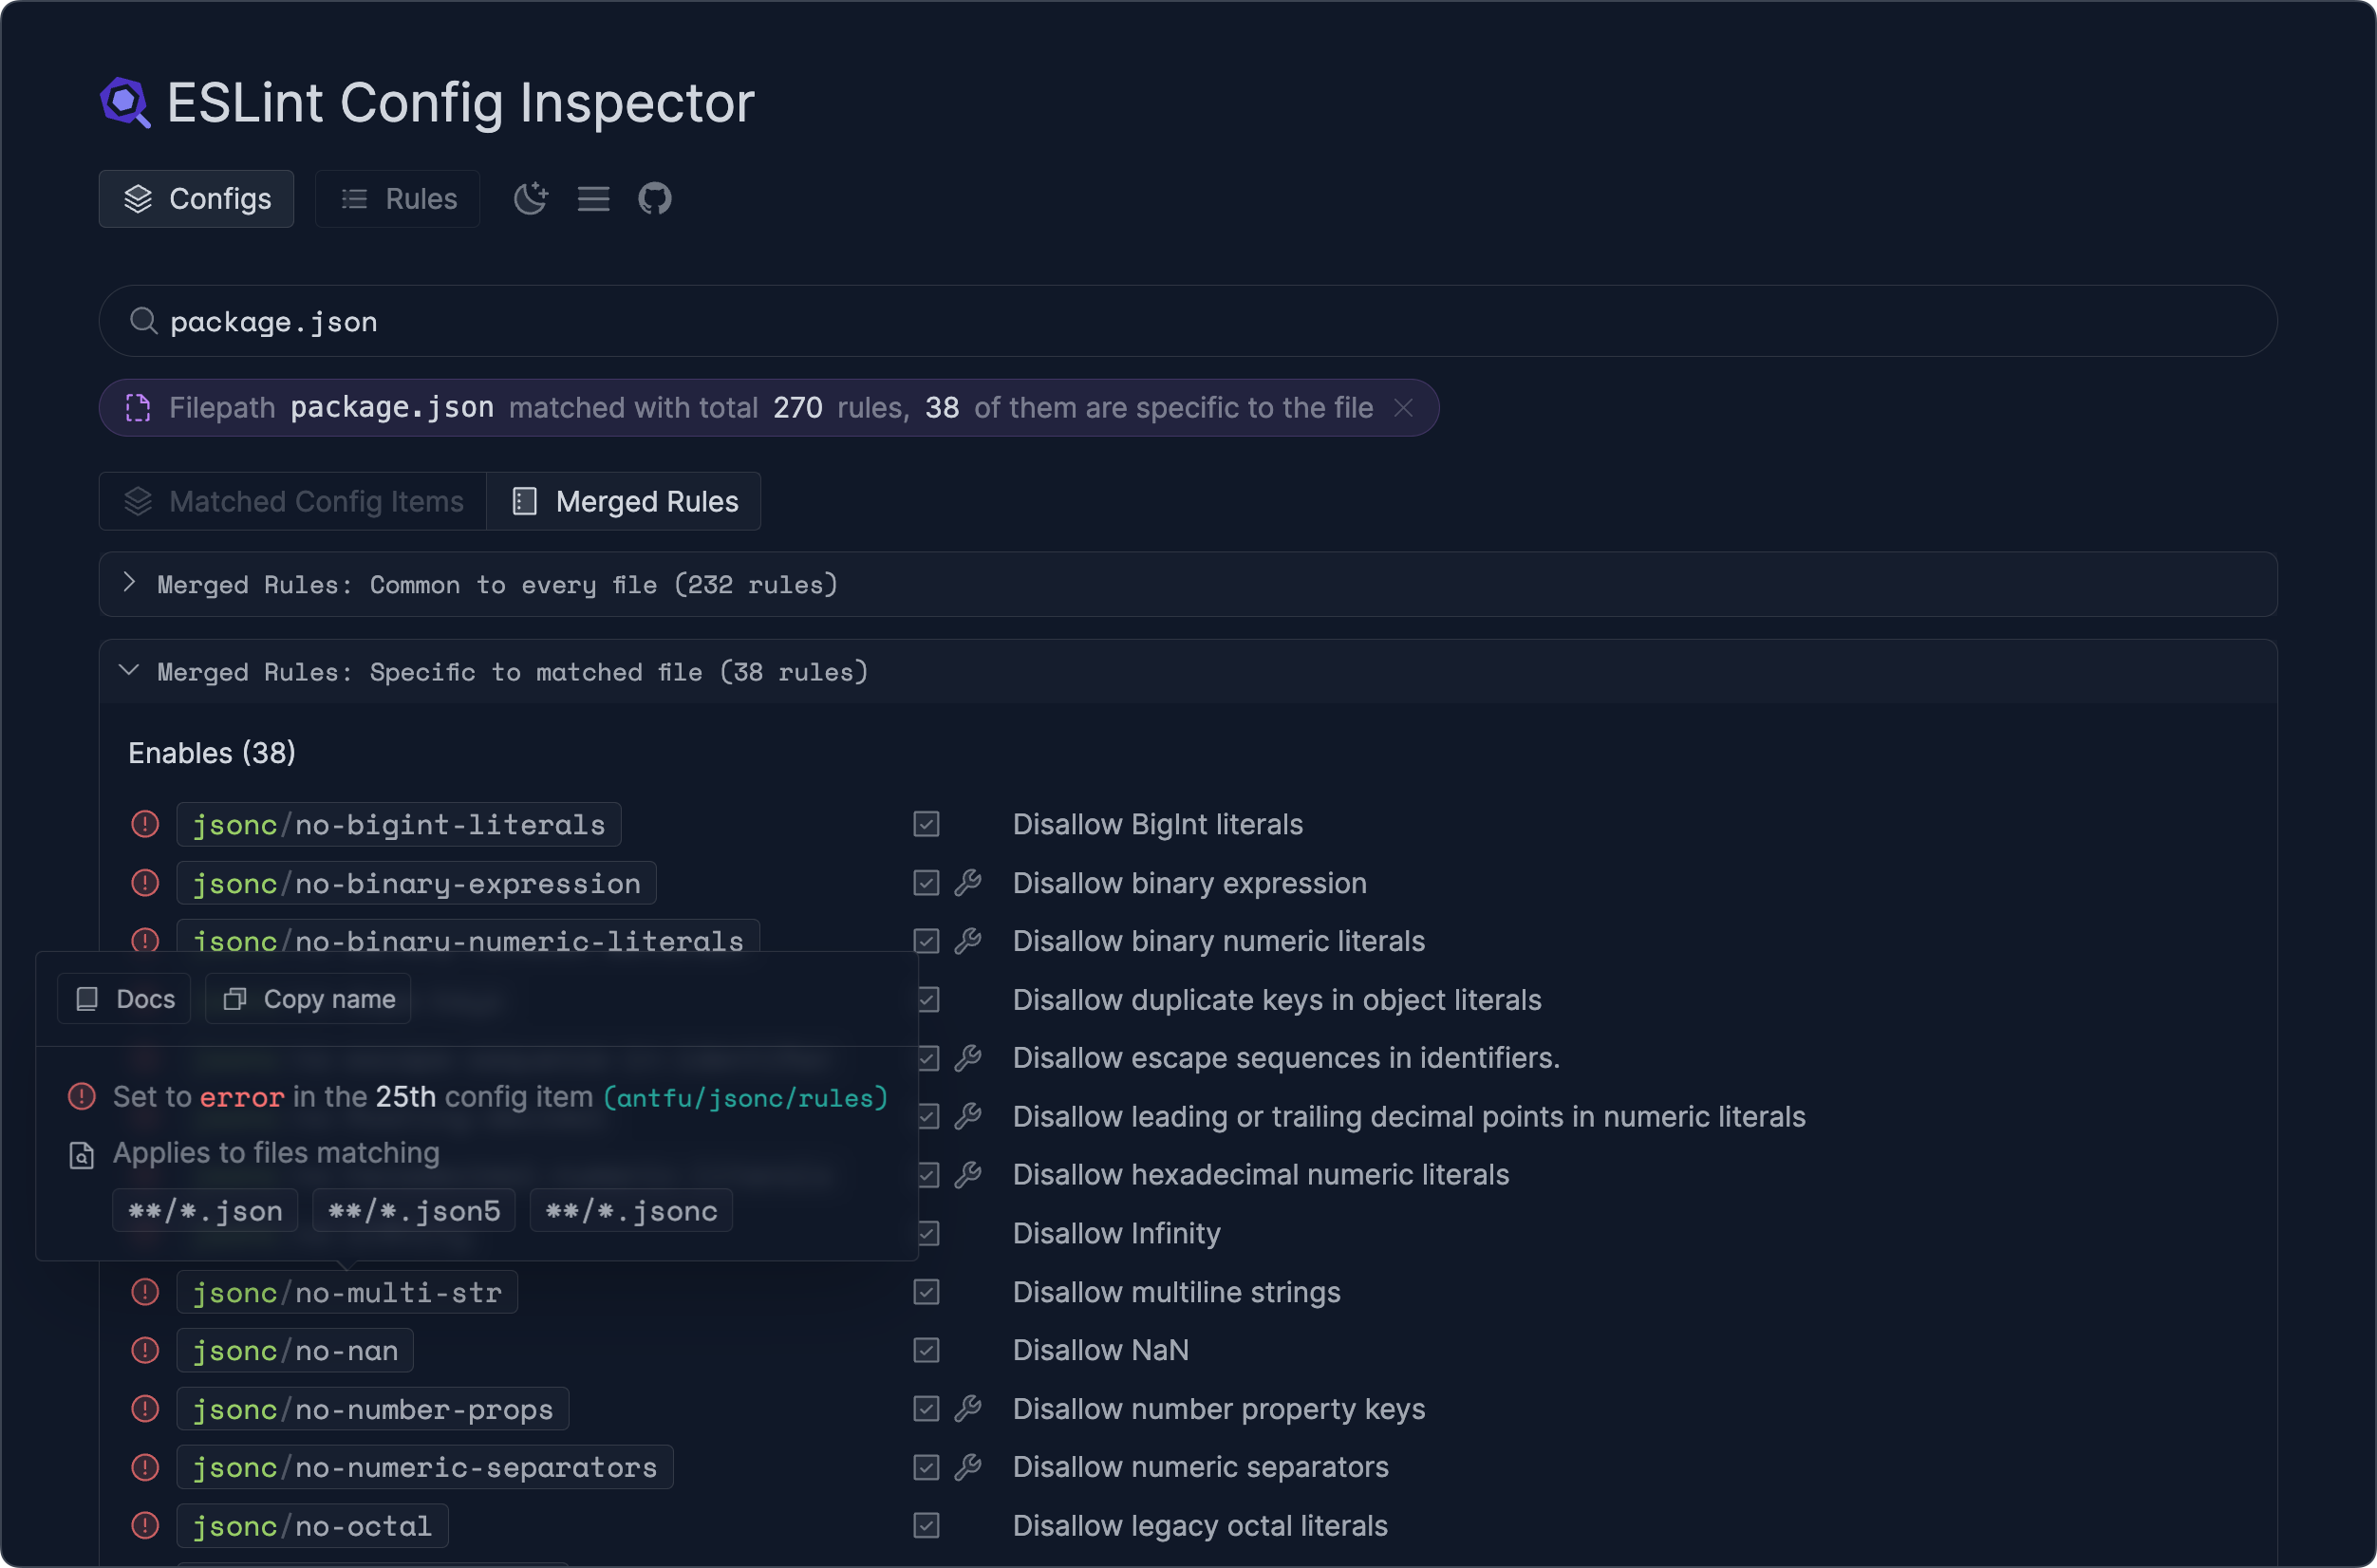 ESLint Config Inspector
Configs Rules
package.json
Filepath package.json matched with total 270 rules, 38 of them are specific to the file
Matched Config Items Merged Rules
Merged Rules: Common to every file (232 rules)
Merged Rules: Specific to matched file (38 rules)
Enables (38)
jsonc/no-bigint-literals Disallow BigInt literals
jsonc/no-binary-expression Disallow binary expression
jsonc/no-binary-numeric-literals Disallow binary numeric literals
Docs Copy name Disallow duplicate keys in object literals
Disallow escape sequences in identifiers.
Set to error in the 25th config item (antfu/jsonc/rules) Disallow leading or trailing decimal points in numeric literals
Applies to files matching Disallow hexadecimal numeric literals
**/*.json **/*.json5 **/*.jsonc Disallow Infinity
jsonc/no-multi-str Disallow multiline strings
jsonc/no-nan Disallow NaN
jsonc/no-number-props Disallow number property keys
jsonc/no-numeric-separators Disallow numeric separators
jsonc/no-octal Disallow legacy octal literals